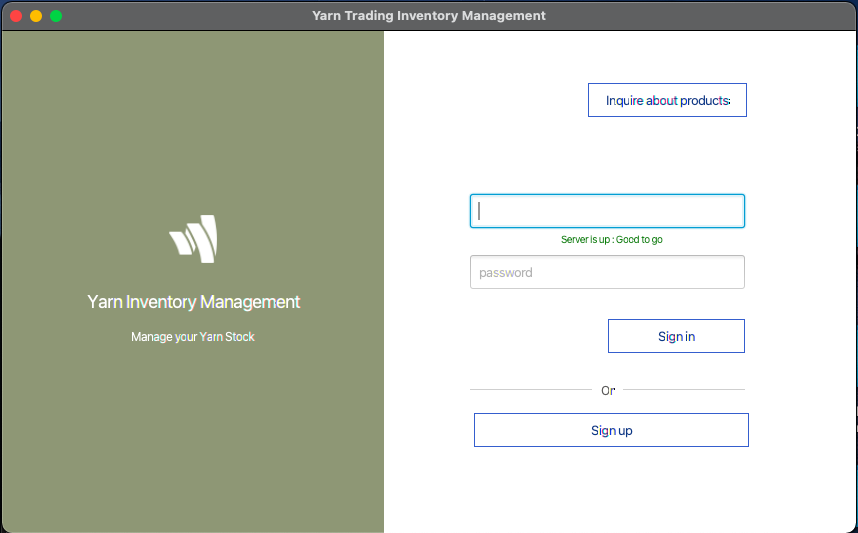 Yarn Trading Inventory Management
Inquire about products
Server is up : Good to go
password
Yarn Inventory Management
Manage your Yarn Stock
Sign in
Or
Sign up